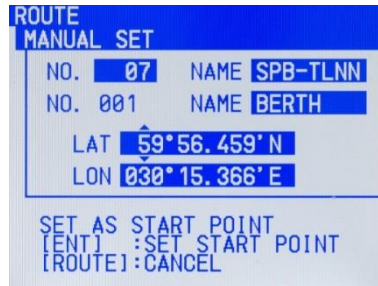 ROUTE
MANUAL SET
NO. 07 NAME SPB-TLNN
NO. 001 NAME BERTH
LAT 59°56.459'N
LON 030°15.366'E
SET AS START POINT
[ENT] :SET START POINT
[ROUTE]:CANCEL